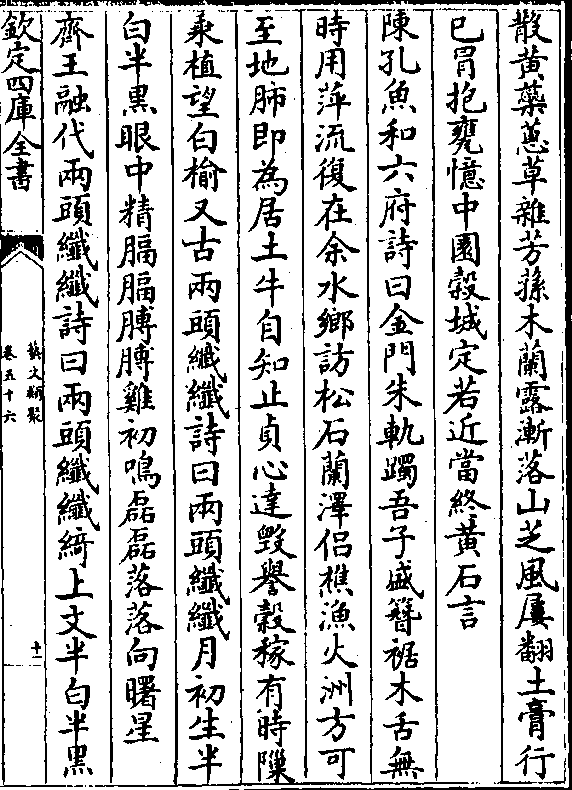 散黄藥蕙草雜芳蓀木蘭露漸落山芝風屢翻土膏行
已冒抱甕憶中園穀城定若近當終黄石言
陳孔魚和六府詩曰金門朱軌躅吾子盛簪裾木舌無
時用萍流復在余水鄉訪松石蘭澤侣樵漁火洲方可
至地肺即為居土牛自知止貞心達毀譽穀稼有時隟
乘植望白榆又古兩頭纖纖詩曰兩頭纖纖月初生半
白半黒眼中精膈膈膊膊雞初鳴磊磊落落向曙星
齊王融代兩頭纖纖詩曰兩頭纖纖綺上文半白半黒
欽定四庫全書
藝文類聚
卷五十六
十一